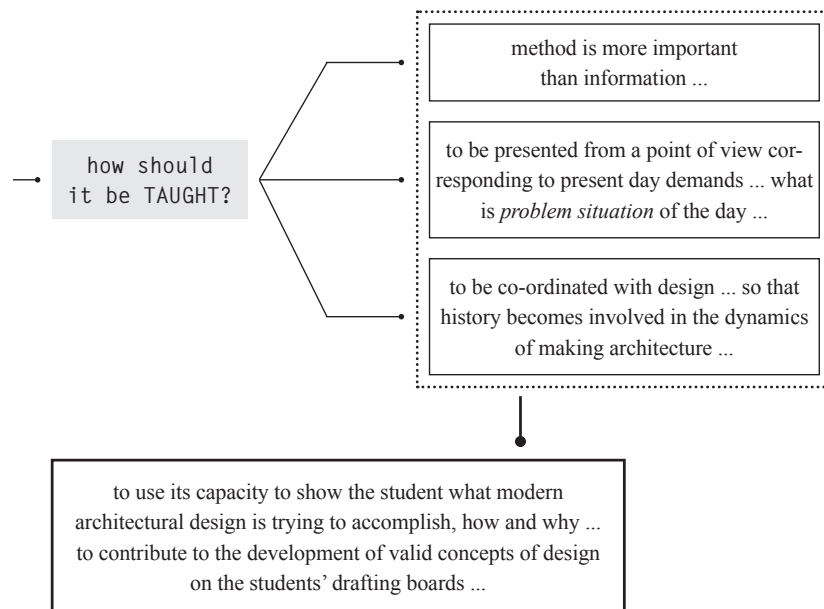 how should
it be TAUGHT?
method is more important
than information ...
to be presented from a point of view cor-
responding to present day demands ... what
is problem situation of the day ...
to be co-ordinated with design ... so that
history becomes involved in the dynamics
of making architecture ...
to use its capacity to show the student what modern
architectural design is trying to accomplish, how and why ...
to contribute to the development of valid concepts of design
on the students’ drafting boards ...